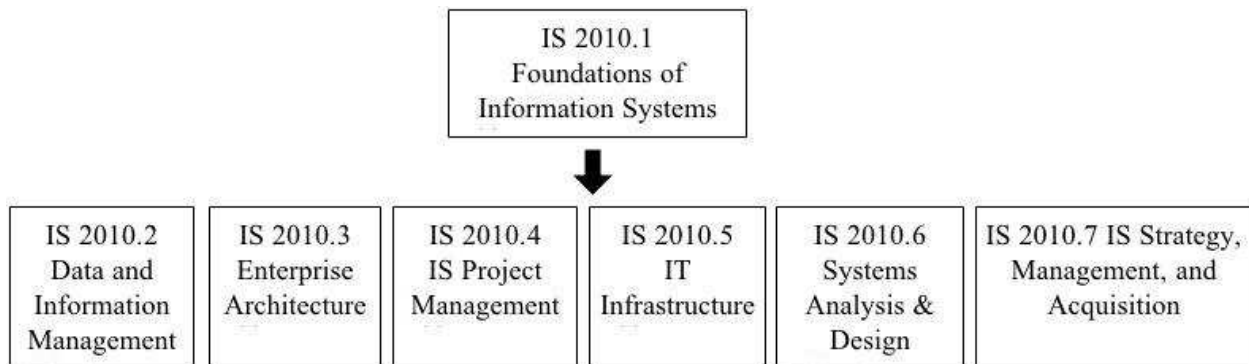 IS 2010.1
Foundations of
Information Systems
IS 2010.2
Data and
Information
Management
IS 2010.3
Enterprise
Architecture
IS 2010.4
IS Project
Management
IS 2010.5
IT
Infrastructure
IS 2010.6
Systems
Analysis &
Design
IS 2010.7 IS Strategy,
Management, and
Acquisition